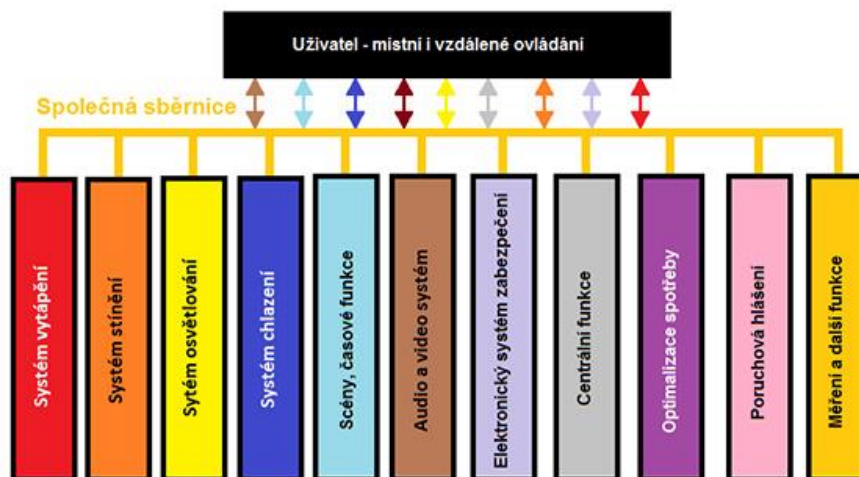 Uživatel - místní i vzdálené ovládání
Společná sběrnice
Systém vytápění
Systém stínění
Sytém osvětlování
Systém chlazení
Scény, časové funkce
Audio a video systém
Elektronický systém zabezpečení
Centrální funkce
Optimalizace spotřeby
Poruchová hlášení
Měření a další funkce